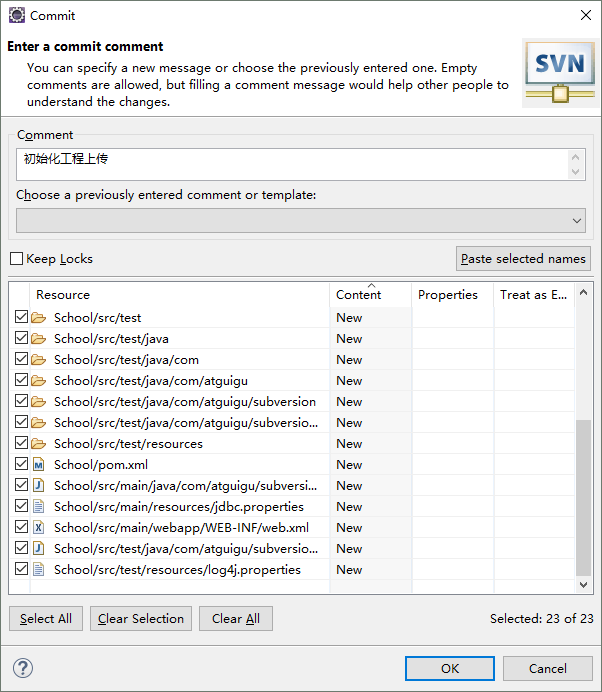 Commit
Enter a commit comment
You can specify a new message or choose the previously entered one. Empty
comments are allowed, but filling a comment message would help other people to
understand the changes.
SVN
Comment
初始化工程上传
Choose a previously entered comment or template:
Keep Locks
Paste selected names
Resource Content Properties Treat as E...
School/src/test New
School/src/test/java New
School/src/test/java/com New
School/src/test/java/com/atguigu New
School/src/test/java/com/atguigu/subversion New
School/src/test/java/com/atguigu/subversio... New
School/src/test/resources New
School/pom.xml New
School/src/main/java/com/atguigu/subversi... New
School/src/main/resources/jdbc.properties New
School/src/main/webapp/WEB-INF/web.xml New
School/src/test/java/com/atguigu/subversio... New
School/src/test/resources/log4j.properties New
Select All Clear Selection Clear All Selected: 23 of 23
OK Cancel